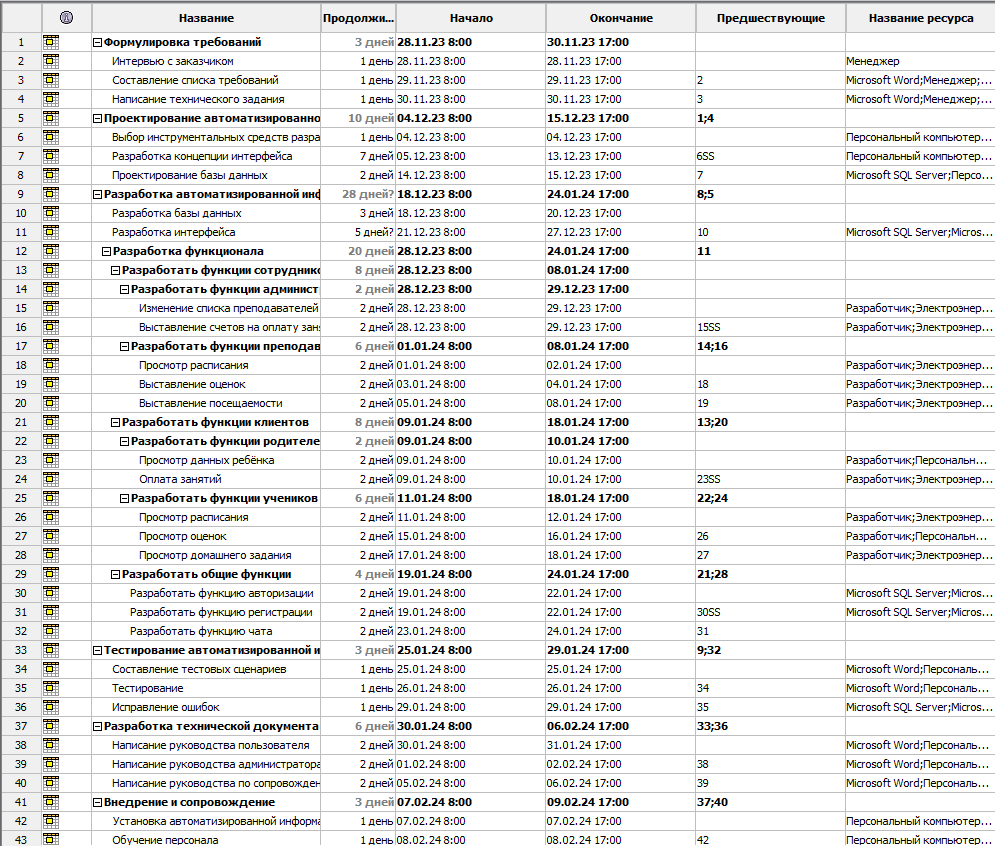 Название Продолжи... Начало Окончание Предшествующие Название ресурса
1 Формулировка требований 3 дней 28.11.23 8:00 30.11.23 17:00
2 Интервью с заказчиком 1 день 28.11.23 8:00 28.11.23 17:00 Менеджер
3 Составление списка требований 1 день 29.11.23 8:00 29.11.23 17:00 2 Microsoft Word;Менеджер;...
4 Написание технического задания 1 день 30.11.23 8:00 30.11.23 17:00 3 Microsoft Word;Менеджер;...
5 Проектирование автоматизированно 10 дней 04.12.23 8:00 15.12.23 17:00 1;4
6 Выбор инструментальных средств разра 1 день 04.12.23 8:00 04.12.23 17:00 Персональный компьютер...
7 Разработка концепции интерфейса 7 дней 05.12.23 8:00 13.12.23 17:00 6SS Персональный компьютер...
8 Проектирование базы данных 2 дней 14.12.23 8:00 15.12.23 17:00 7 Microsoft SQL Server;Персо...
9 Разработка автоматизированной инф 28 дней? 18.12.23 8:00 24.01.24 17:00 8;5
10 Разработка базы данных 3 дней 18.12.23 8:00 20.12.23 17:00
11 Разработка интерфейса 5 дней? 21.12.23 8:00 27.12.23 17:00 10 Microsoft SQL Server;Micros...
12 Разработка функционала 20 дней 28.12.23 8:00 24.01.24 17:00 11
13 Разработать функции сотруднико 8 дней 28.12.23 8:00 08.01.24 17:00
14 Разработать функции админист 2 дней 28.12.23 8:00 29.12.23 17:00
15 Изменение списка преподавателей 2 дней 28.12.23 8:00 29.12.23 17:00 Разработчик;Электроэнер...
16 Выставление счетов на оплату заня 2 дней 28.12.23 8:00 29.12.23 17:00 15SS Разработчик;Электроэнер...
17 Разработать функции преподав 6 дней 01.01.24 8:00 08.01.24 17:00 14;16
18 Просмотр расписания 2 дней 01.01.24 8:00 02.01.24 17:00 Разработчик;Электроэнер...
19 Выставление оценок 2 дней 03.01.24 8:00 04.01.24 17:00 18 Разработчик;Электроэнер...
20 Выставление посещаемости 2 дней 05.01.24 8:00 08.01.24 17:00 19 Разработчик;Электроэнер...
21 Разработать функции клиентов 8 дней 09.01.24 8:00 18.01.24 17:00 13;20
22 Разработать функции родителе 2 дней 09.01.24 8:00 10.01.24 17:00
23 Просмотр данных ребёнка 2 дней 09.01.24 8:00 10.01.24 17:00 Разработчик;Персональн...
24 Оплата занятий 2 дней 09.01.24 8:00 10.01.24 17:00 23SS Разработчик;Электроэнер...
25 Разработать функции учеников 6 дней 11.01.24 8:00 18.01.24 17:00 22;24
26 Просмотр расписания 2 дней 11.01.24 8:00 12.01.24 17:00 Разработчик;Электроэнер...
27 Просмотр оценок 2 дней 15.01.24 8:00 16.01.24 17:00 26 Разработчик;Персональн...
28 Просмотр домашнего задания 2 дней 17.01.24 8:00 18.01.24 17:00 27 Разработчик;Электроэнер...
29 Разработать общие функции 4 дней 19.01.24 8:00 24.01.24 17:00 21;28
30 Разработать функцию авторизации 2 дней 19.01.24 8:00 22.01.24 17:00 Microsoft SQL Server;Micros...
31 Разработать функцию регистрации 2 дней 19.01.24 8:00 22.01.24 17:00 30SS Microsoft SQL Server;Micros...
32 Разработать функцию чата 2 дней 23.01.24 8:00 24.01.24 17:00 31
33 Тестирование автоматизированной и 3 дней 25.01.24 8:00 29.01.24 17:00 9;32
34 Составление тестовых сценариев 1 день 25.01.24 8:00 25.01.24 17:00 Microsoft Word;Персональ...
35 Тестирование 1 день 26.01.24 8:00 26.01.24 17:00 34 Microsoft Word;Персональ...
36 Исправление ошибок 1 день 29.01.24 8:00 29.01.24 17:00 35 Microsoft SQL Server;Micros...
37 Разработка технической документа 6 дней 30.01.24 8:00 06.02.24 17:00 33;36
38 Написание руководства пользователя 2 дней 30.01.24 8:00 31.01.24 17:00 Microsoft Word;Персональ...
39 Написание руководства администратора 2 дней 01.02.24 8:00 02.02.24 17:00 38 Microsoft Word;Персональ...
40 Написание руководства по сопровожден 2 дней 05.02.24 8:00 06.02.24 17:00 39 Microsoft Word;Персональ...
41 Внедрение и сопровождение 3 дней 07.02.24 8:00 09.02.24 17:00 37;40
42 Установка автоматизированной информа 1 день 07.02.24 8:00 07.02.24 17:00 Персональный компьютер...
43 Обучение персонала 1 день 08.02.24 8:00 08.02.24 17:00 42 Персональный компьютер...